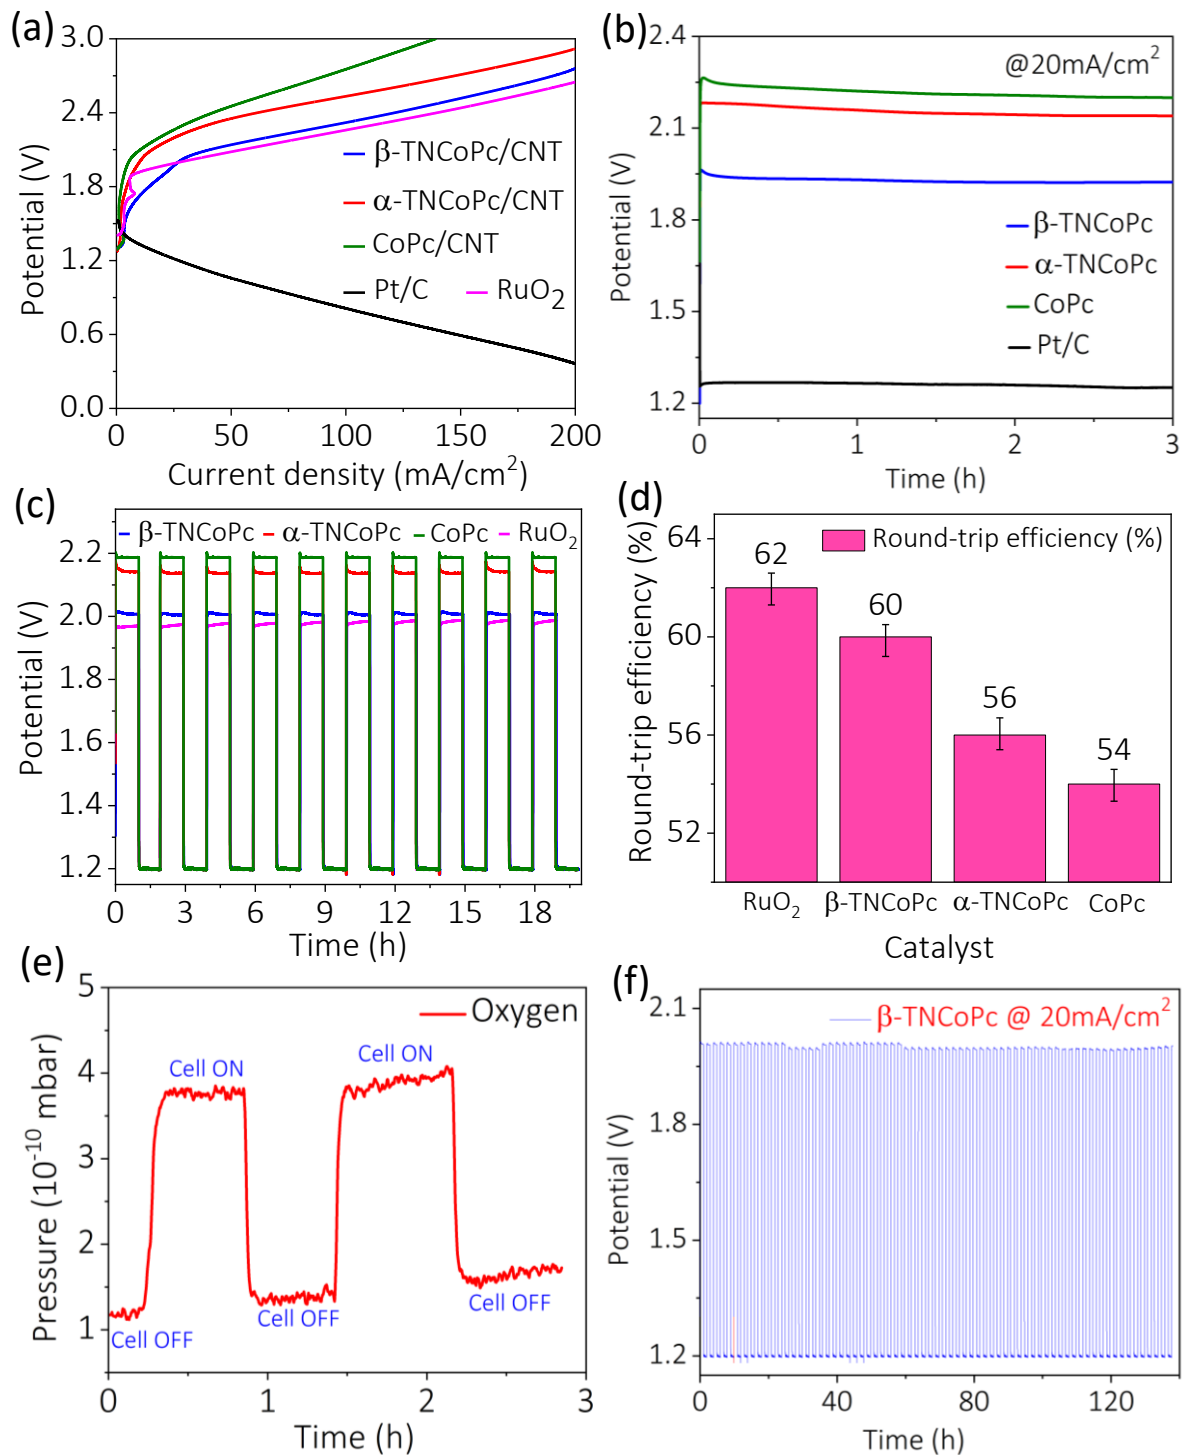 (a)
3.0
2.4
1.8
1.2
0.6
0.0
Potential (V)
β-TNCoPc/CNT
α-TNCoPc/CNT
CoPc/CNT
Pt/C
RuO2
0
50
100
150
200
Current density (mA/cm2)
(b)
2.4
2.1
1.8
1.5
1.2
Potential (V)
@20mA/cm2
β-TNCoPc
α-TNCoPc
CoPc
Pt/C
0
1
2
3
Time (h)
(c)
β-TNCoPc
α-TNCoPc
CoPc
RuO2
2.2
2.0
1.8
1.6
1.4
1.2
Potential (V)
0
3
6
9
12
15
18
Time (h)
(d)
Round-trip efficiency (%)
64
60
56
52
Round-trip efficiency (%)
62
60
56
54
RuO2
β-TNCoPc
α-TNCoPc
CoPc
Catalyst
(e)
5
4
3
2
1
Pressure (10-10 mbar)
Oxygen
Cell ON
Cell ON
Cell OFF
Cell OFF
Cell OFF
0
1
2
3
Time (h)
(f)
2.1
1.8
1.5
1.2
Potential (V)
β-TNCoPc @ 20mA/cm2
0
40
80
120
Time (h)